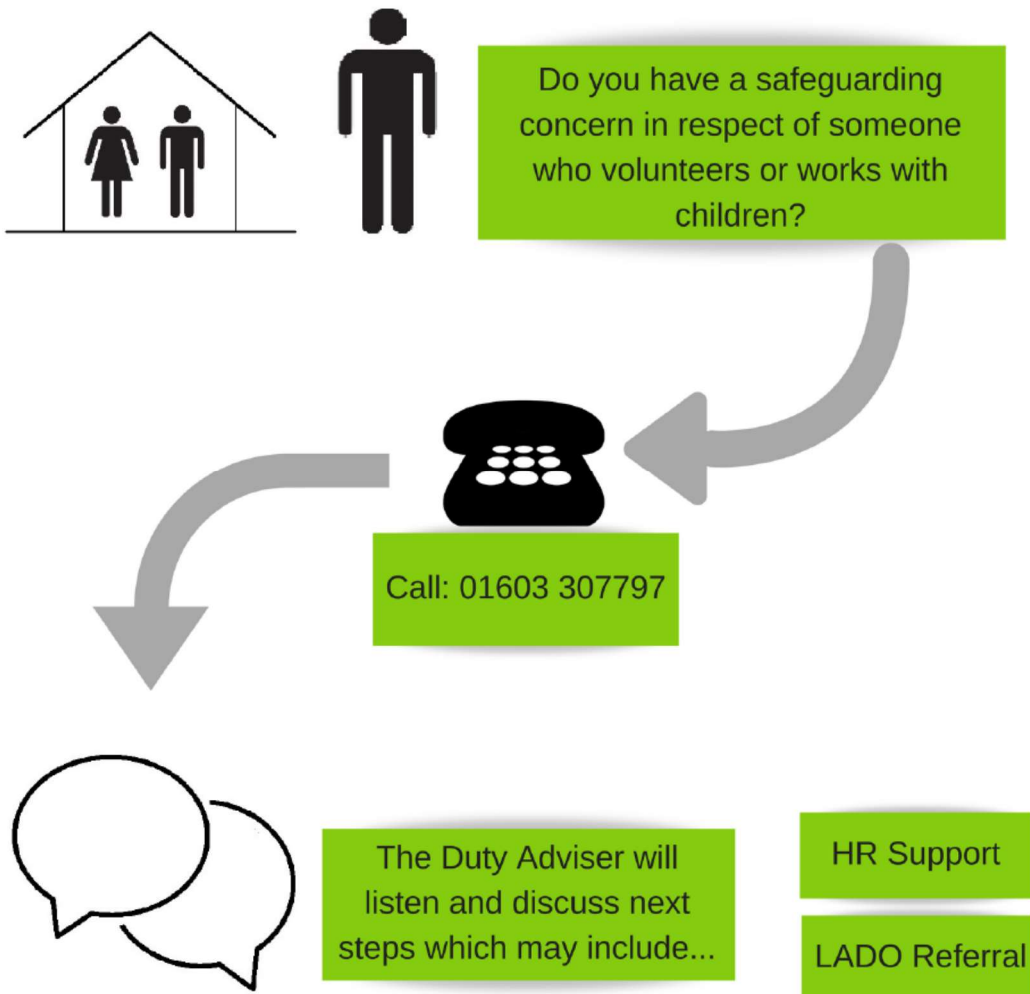 Do you have a safeguarding
concern in respect of someone
who volunteers or works with
children?
Call: 01603 307797
The Duty Adviser will
listen and discuss next
steps which may include...
HR Support
LADO Referral